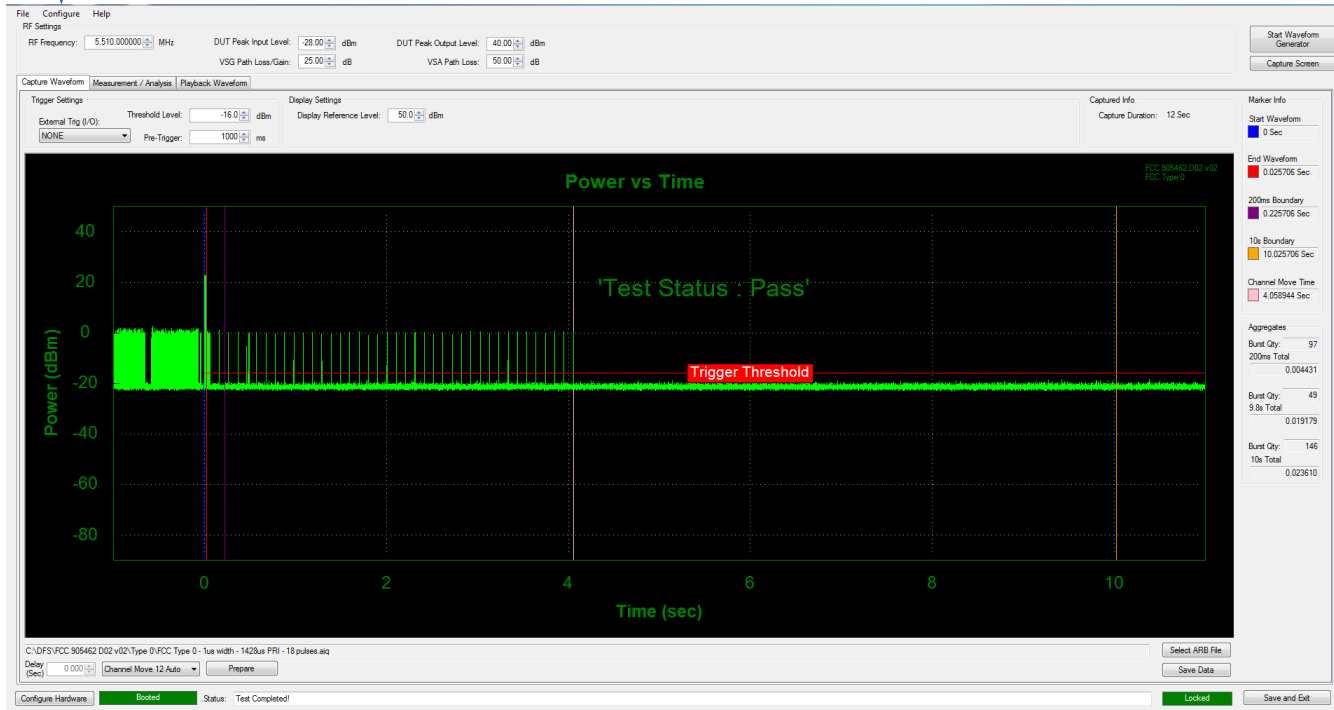 File Configure Help
RF Settings
RF Frequency: 5,510.000000 MHz DUT Peak Input Level: -28.00 dBm DUT Peak Output Level: 40.00 dBm
VSG Path Loss/Gain: 25.00 dB VSA Path Loss: 50.00 dB
Start Waveform
Generator
Capture Screen
Capture Waveform Measurement / Analysis Playback Waveform
Trigger Settings
External Trig (I/O): Threshold Level: -16.0 dBm
NONE Pre-Trigger: 1000 ms
Display Settings
Display Reference Level: 50.0 dBm
Captured Info
Capture Duration: 12 Sec
Power vs Time
FCC 905462 D02 v02
FCC Type 0
'Test Status : Pass'
Trigger Threshold
Power (dBm)
40
20
0
-20
-40
-60
-80
0 2 4 6 8 10
Time (sec)
Marker Info
Start Waveform
0 Sec
End Waveform
0.025706 Sec
200ms Boundary
0.225706 Sec
10s Boundary
10.025706 Sec
Channel Move Time
4.058944 Sec
Aggregates
Burst Qty: 97
200ms Total
0.004431
Burst Qty: 49
9.8s Total
0.019179
Burst Qty: 146
10s Total
0.023610
C:\DFS\FCC 905462 D02 v02\Type 0\FCC Type 0 - 1us width - 1428us PRI - 18 pulses.aiq
Select ARB File
Delay
(Sec) 0.000 Channel Move 12 Auto Prepare
Save Data
Configure Hardware Booted Status: Test Completed! Locked Save and Exit